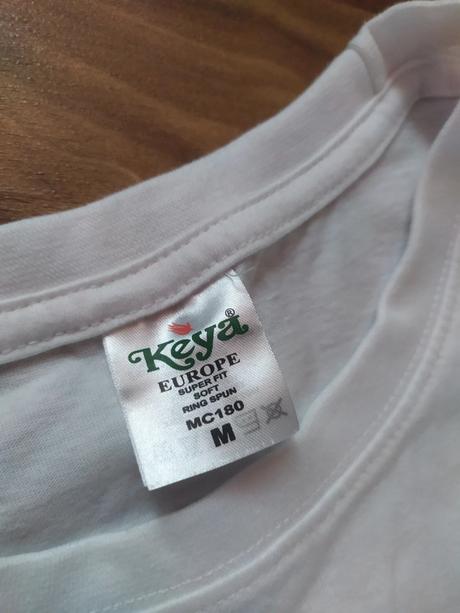 Keya®
EUROPE
SUPER FIT
SOFT
RING SPUN
MC180
M